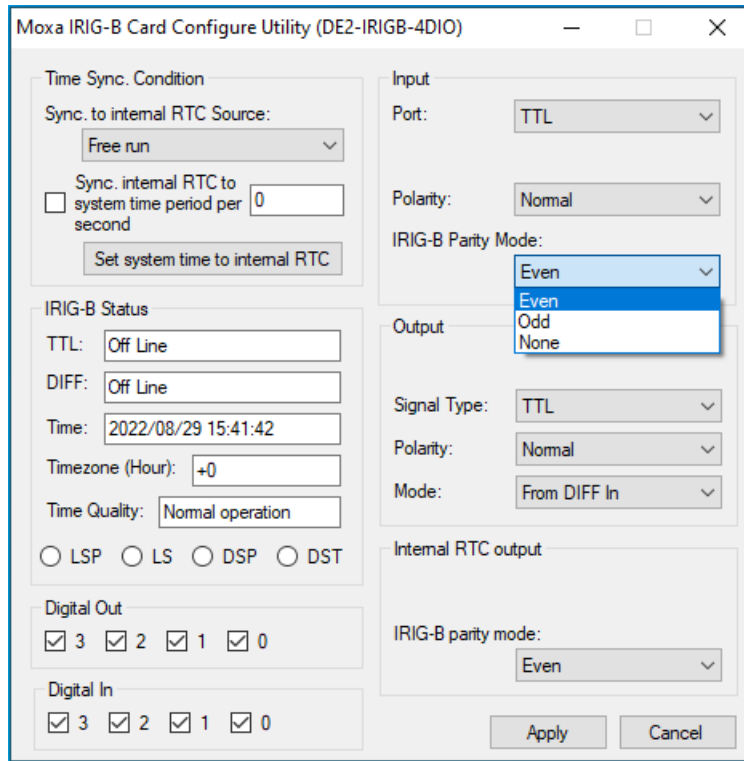 Moxa IRIG-B Card Configure Utility (DE2-IRIGB-4DIO)
Time Sync. Condition
Sync. to internal RTC Source:
Free run
Sync. internal RTC to
system time period per
second
0
Set system time to internal RTC
IRIG-B Status
TTL: Off Line
DIFF: Off Line
Time: 2022/08/29 15:41:42
Timezone (Hour): +0
Time Quality: Normal operation
LSP LS DSP DST
Digital Out
3 2 1 0
Digital In
3 2 1 0
Input
Port: TTL
Polarity: Normal
IRIG-B Parity Mode:
Even
Even
Odd
None
Output
Signal Type: TTL
Polarity: Normal
Mode: From DIFF In
Internal RTC output
IRIG-B parity mode:
Even
Apply Cancel